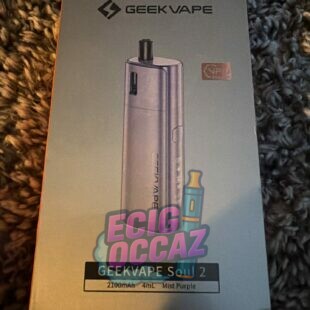 GEEKVAPE
ECIG
OCCAZ
GEEKVAPE Soul 2
2100mAh 4mL Mist Purple